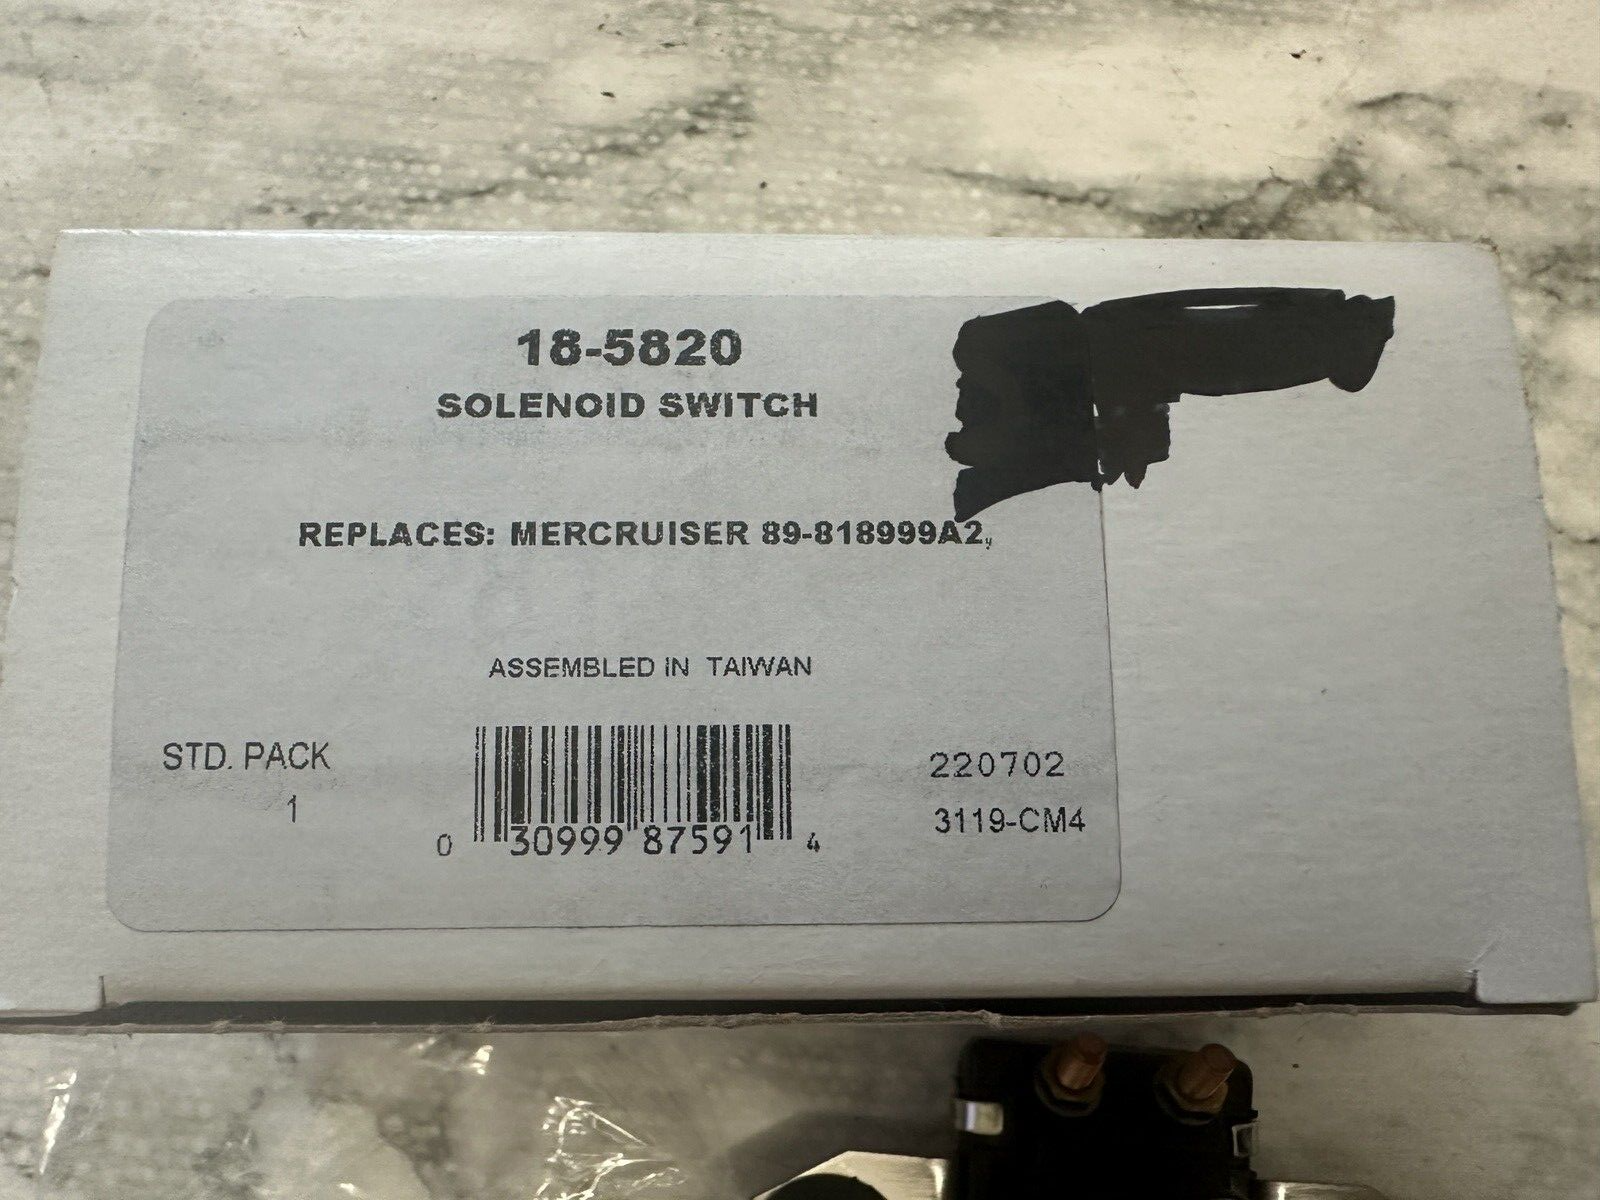 18-5820
SOLENOID SWITCH
REPLACES: MERCRUISER 89-818999A2,
ASSEMBLED IN TAIWAN
STD. PACK
1
0 30999 87591 4
220702
3119-CM4